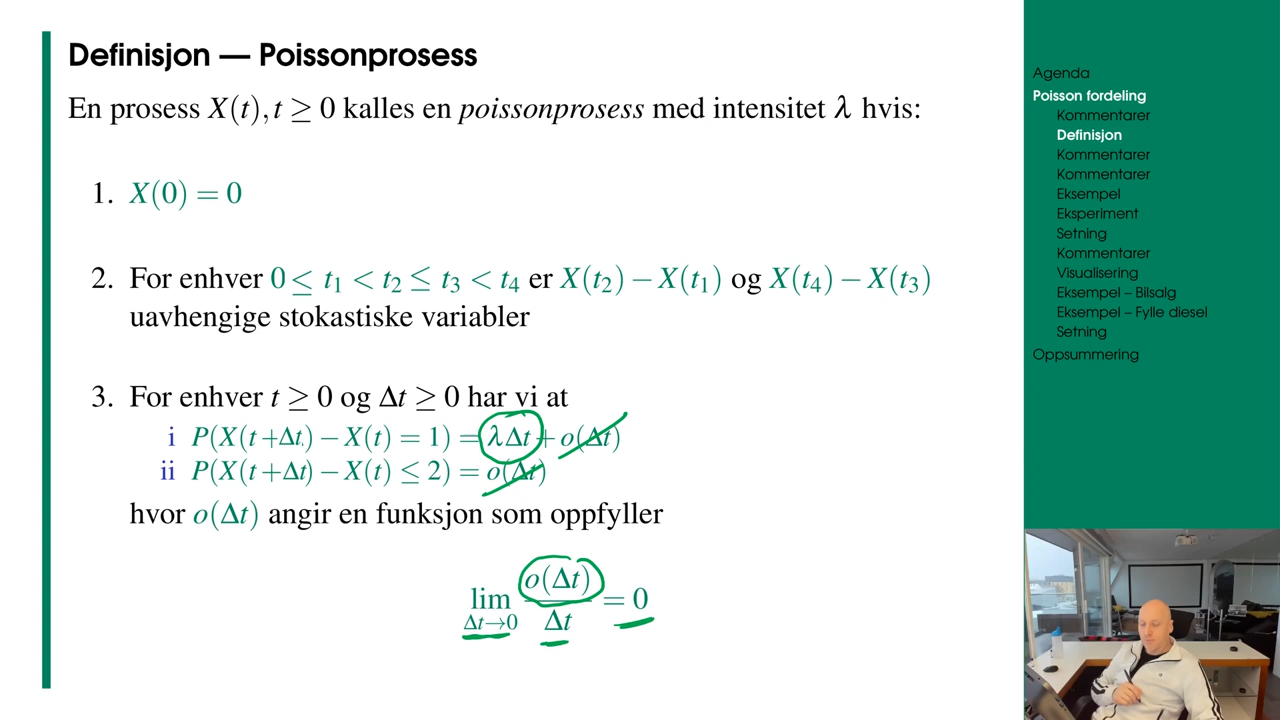 Definisjon — Poissonprosess
En prosess X(t), t ≥ 0 kalles en poissonprosess med intensitet λ hvis:
1. X(0) = 0
2. For enhver 0 ≤ t₁ < t₂ ≤ t₃ < t₄ er X(t₂) − X(t₁) og X(t₄) − X(t₃)
uavhengige stokastiske variabler
3. For enhver t ≥ 0 og Δt ≥ 0 har vi at
i P(X(t+Δt) − X(t) = 1) = λΔt + o(Δt)
ii P(X(t+Δt) − X(t) ≤ 2) = o(Δt)
hvor o(Δt) angir en funksjon som oppfyller
lim Δt→0 o(Δt)/Δt = 0
Agenda
Poisson fordeling
Kommentarer
Definisjon
Kommentarer
Kommentarer
Eksempel
Eksperiment
Setning
Kommentarer
Visualisering
Eksempel – Bilsalg
Eksempel – Fylle diesel
Setning
Oppsummering